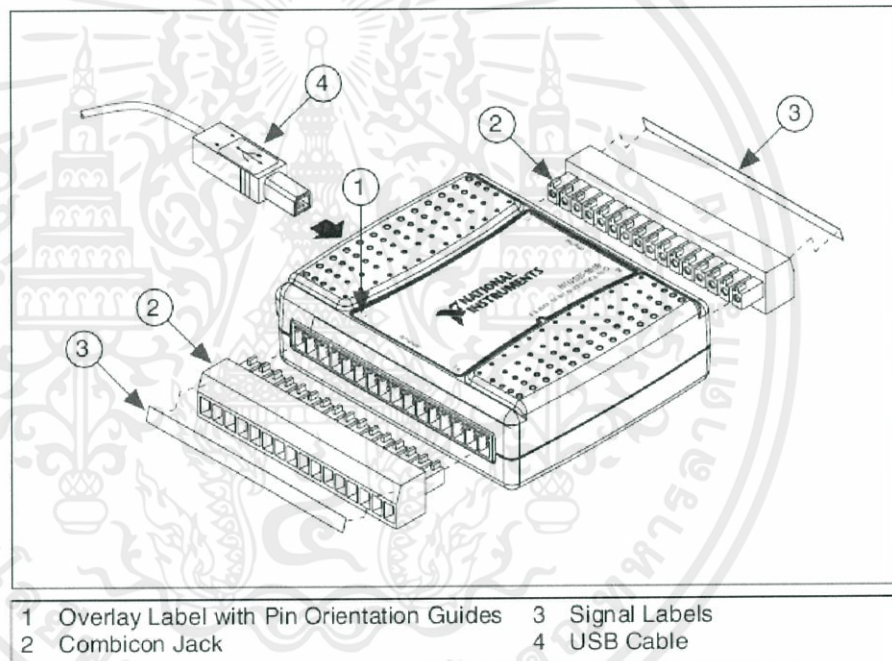 4
3
2
1
NATIONAL
INSTRUMENTS
2
3
1 Overlay Label with Pin Orientation Guides 3 Signal Labels
2 Combicon Jack 4 USB Cable